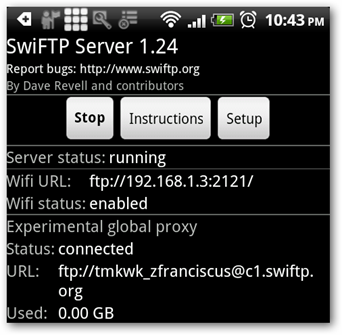 10:43 PM
SwiFTP Server 1.24
Report bugs: http://www.swiftp.org
By Dave Revell and contributors
Stop Instructions Setup
Server status: running
Wifi URL: ftp://192.168.1.3:2121/
Wifi status: enabled
Experimental global proxy
Status: connected
URL: ftp://tmkwk_zfranciscus@c1.swiftp.
org
Used: 0.00 GB